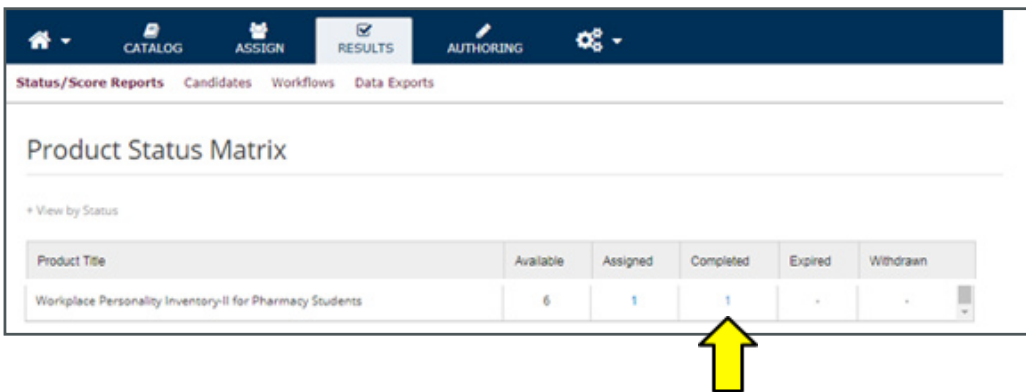 CATALOG ASSIGN RESULTS AUTHORING
Status/Score Reports Candidates Workflows Data Exports
Product Status Matrix
+ View by Status
Product Title Available Assigned Completed Expired Withdrawn
Workplace Personality Inventory-II for Pharmacy Students 6 1 1 - -